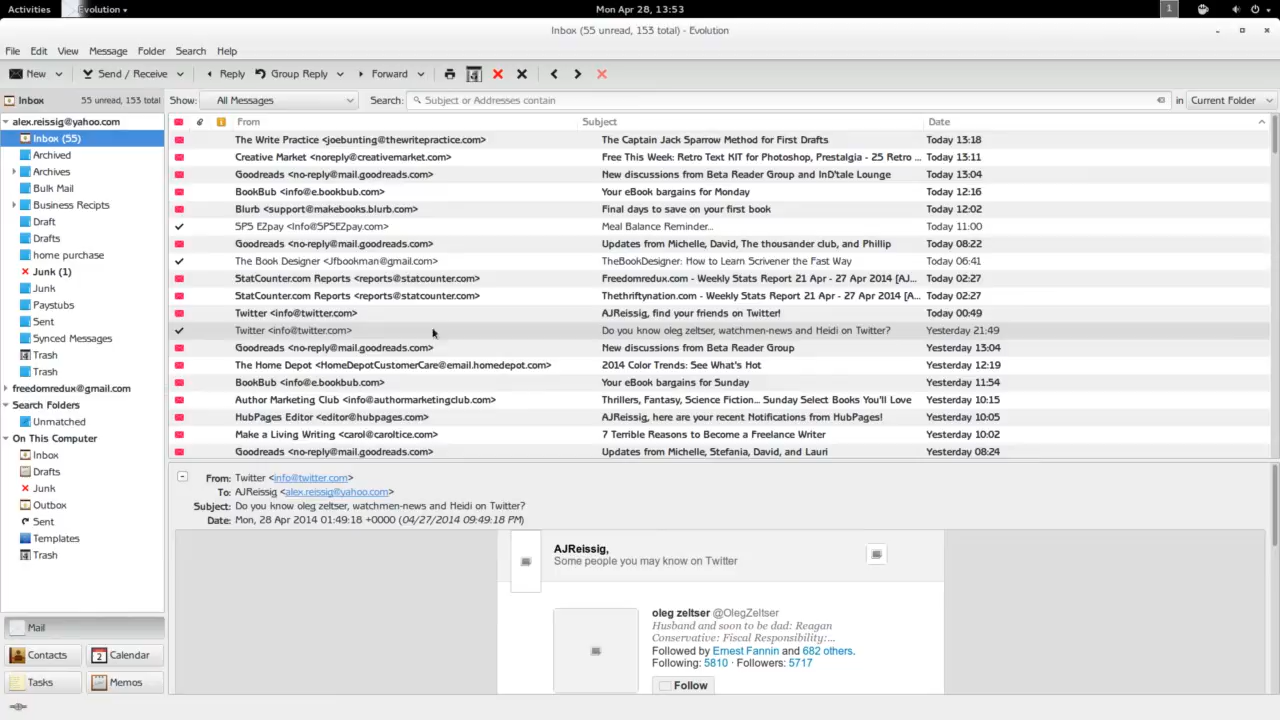 Activities Evolution Mon Apr 28, 13:53 1
Inbox (55 unread, 153 total) - Evolution
File Edit View Message Folder Search Help
New Send / Receive Reply Group Reply Forward
Inbox 55 unread, 153 total Show: All Messages Search: Subject or Addresses contain in Current Folder
alex.reissig@yahoo.com
Inbox (55)
Archived
Archives
Bulk Mail
Business Recipts
Draft
Drafts
home purchase
Junk (1)
Junk
Paystubs
Sent
Synced Messages
Trash
Trash
freedomredux@gmail.com
Search Folders
Unmatched
On This Computer
Inbox
Drafts
Junk
Outbox
Sent
Templates
Trash
Mail
Contacts 2 Calendar
Tasks Memos
From Subject Date
The Write Practice <joebunting@thewritepractice.com> The Captain Jack Sparrow Method for First Drafts Today 13:18
Creative Market <noreply@creativemarket.com> Free This Week: Retro Text KIT for Photoshop, Prestalgia - 25 Retro ... Today 13:11
Goodreads <no-reply@mail.goodreads.com> New discussions from Beta Reader Group and InD'tale Lounge Today 13:04
BookBub <info@e.bookbub.com> Your eBook bargains for Monday Today 12:16
Blurb <support@makebooks.blurb.com> Final days to save on your first book Today 12:02
SPS EZpay <Info@SPSEZpay.com> Meal Balance Reminder... Today 11:00
Goodreads <no-reply@mail.goodreads.com> Updates from Michelle, David, The thousander club, and Phillip Today 08:22
The Book Designer <Jfbookman@gmail.com> TheBookDesigner: How to Learn Scrivener the Fast Way Today 06:41
StatCounter.com Reports <reports@statcounter.com> Freedomredux.com - Weekly Stats Report 21 Apr - 27 Apr 2014 [AJ... Today 02:27
StatCounter.com Reports <reports@statcounter.com> Thethriftynation.com - Weekly Stats Report 21 Apr - 27 Apr 2014 [A... Today 02:27
Twitter <info@twitter.com> AJReissig, find your friends on Twitter! Today 00:49
Twitter <info@twitter.com> Do you know oleg zeltser, watchmen-news and Heidi on Twitter? Yesterday 21:49
Goodreads <no-reply@mail.goodreads.com> New discussions from Beta Reader Group Yesterday 13:04
The Home Depot <HomeDepotCustomerCare@email.homedepot.com> 2014 Color Trends: See What's Hot Yesterday 12:19
BookBub <info@e.bookbub.com> Your eBook bargains for Sunday Yesterday 11:54
Author Marketing Club <info@authormarketingclub.com> Thrillers, Fantasy, Science Fiction... Sunday Select Books You'll Love Yesterday 10:15
HubPages Editor <editor@hubpages.com> AJReissig, here are your recent Notifications from HubPages! Yesterday 10:05
Make a Living Writing <carol@caroltice.com> 7 Terrible Reasons to Become a Freelance Writer Yesterday 10:02
Goodreads <no-reply@mail.goodreads.com> Updates from Michelle, Stefania, David, and Lauri Yesterday 08:24
From: Twitter <info@twitter.com>
To: AJReissig <alex.reissig@yahoo.com>
Subject: Do you know oleg zeltser, watchmen-news and Heidi on Twitter?
Date: Mon, 28 Apr 2014 01:49:18 +0000 (04/27/2014 09:49:18 PM)
AJReissig,
Some people you may know on Twitter
oleg zeltser @OlegZeltser
Husband and soon to be dad: Reagan
Conservative: Fiscal Responsibility:...
Followed by Ernest Fannin and 682 others.
Following: 5810 · Followers: 5717
Follow